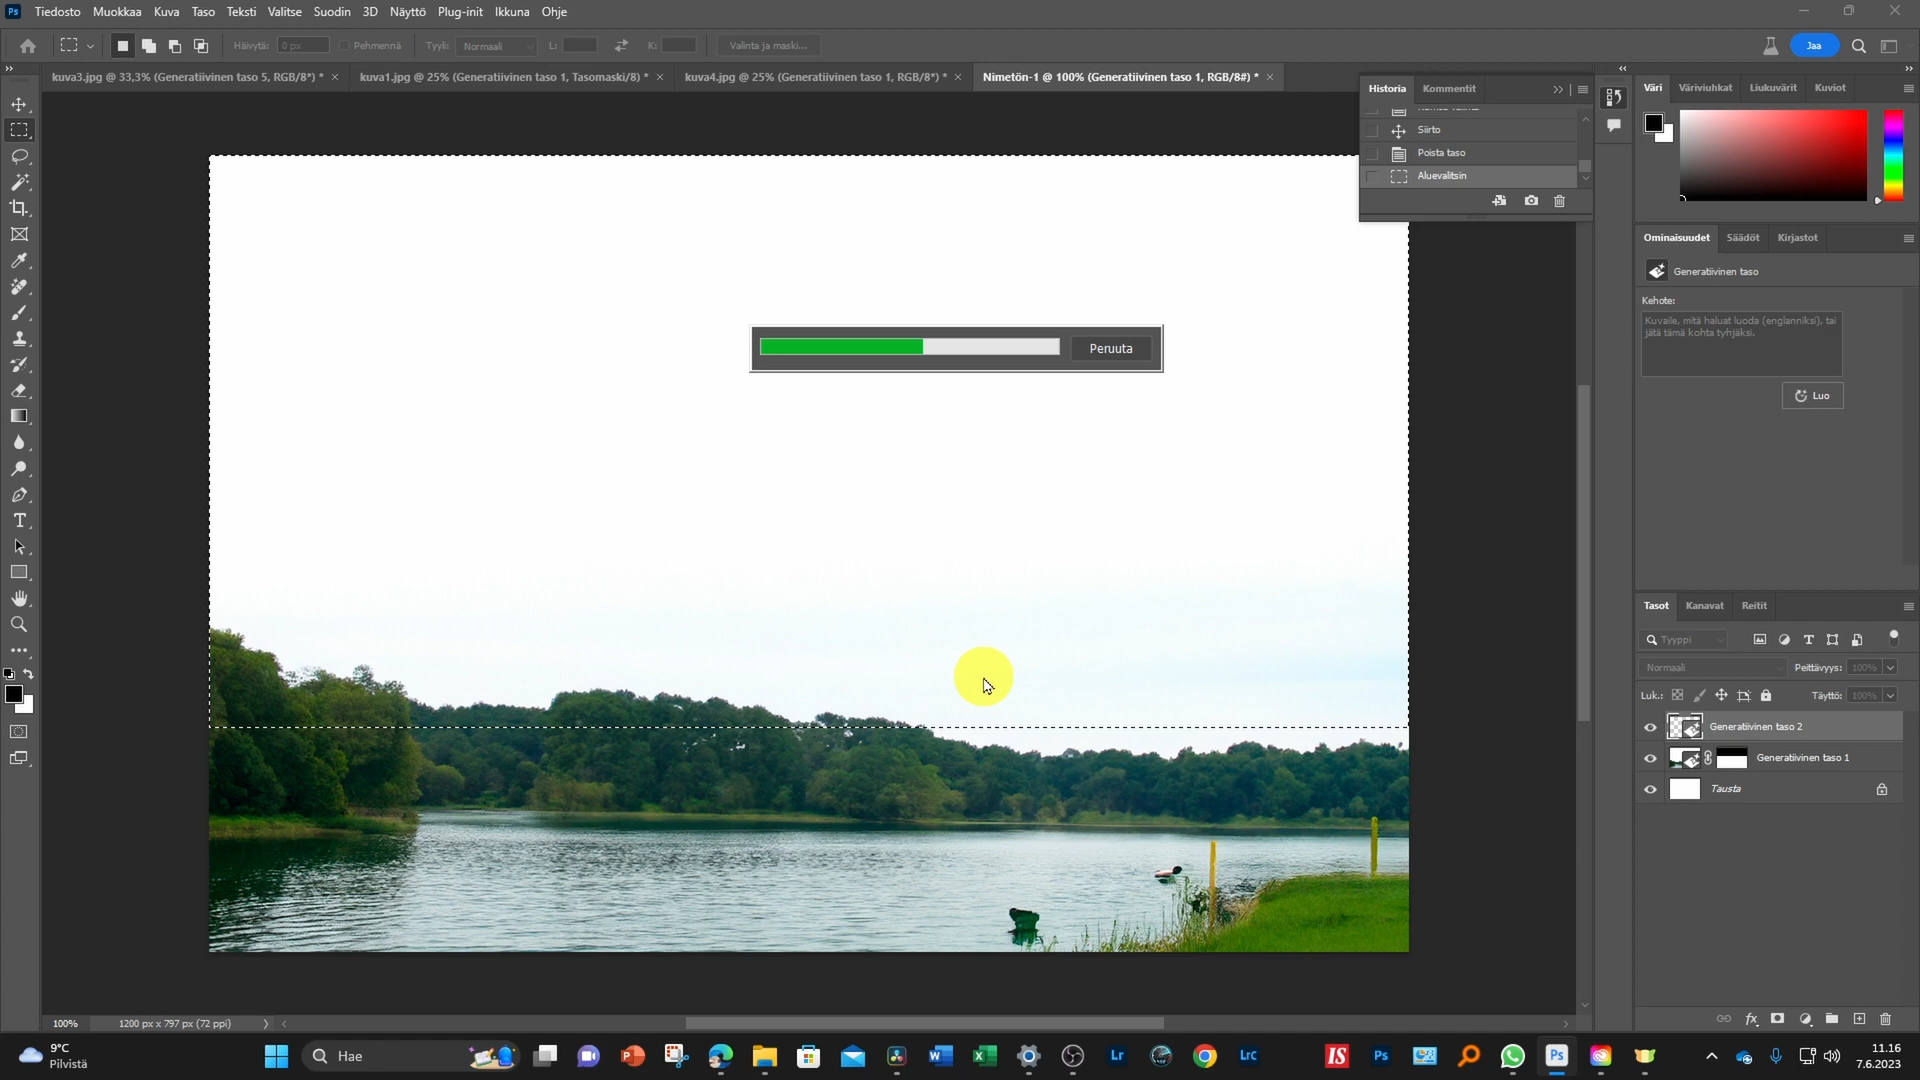 Ps Tiedosto Muokkaa Kuva Taso Teksti Valitse Suodin 3D Näyttö Plug-init Ikkuna Ohje
Häivytä: 0 px Pehmennä Tyyli: Normaali L: K: Valinta ja maski... Jaa
kuva3.jpg @ 33,3% (Generatiivinen taso 5, RGB/8*) * kuva1.jpg @ 25% (Generatiivinen taso 1, Tasomaski/8) * kuva4.jpg @ 25% (Generatiivinen taso 1, RGB/8*) * Nimetön-1 @ 100% (Generatiivinen taso 1, RGB/8#) *
Historia Kommentit
Siirto
Poista taso
Aluevalitsin
Väri Väriviuhkat Liukuvärit Kuviot
Ominaisuudet Säädöt Kirjastot
Generatiivinen taso
Kehote:
Kuvaile, mitä haluat luoda (englanniksi), tai
jätä tämä kohta tyhjäksi.
Luo
Peruuta
Tasot Kanavat Reitit
Tyyppi
Normaali Peittävyys: 100%
Luk.: Täyttö: 100%
Generatiivinen taso 2
Generatiivinen taso 1
Tausta
100% 1200 px x 797 px (72 ppi)
9°C
Pilvistä
Hae
Lr LrC IS Ps Ps
11.16
7.6.2023